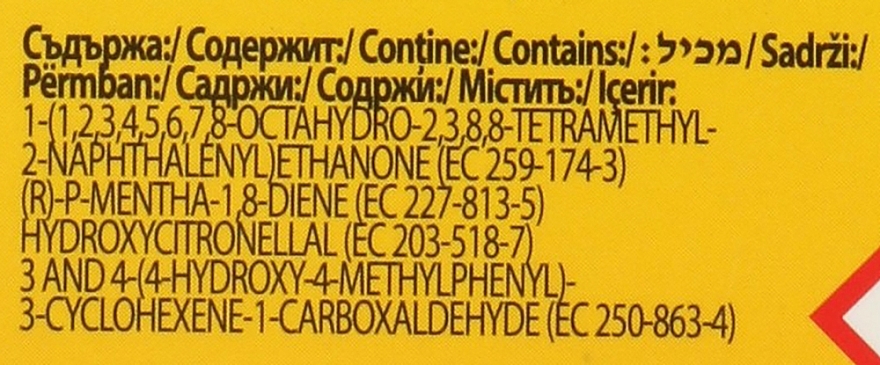 Съдържа:/ Содержит:/ Conține:/ Contains:/ מכיל:/ Sadrži:/
Përmban:/ Садржи:/ Содржи:/ Містить:/ Içerir:
1-(1,2,3,4,5,6,7,8-OCTAHYDRO-2,3,8,8-TETRAMETHYL-
2-NAPHTHALENYL)ETHANONE (EC 259-174-3)
(R)-P-MENTHA-1,8-DIENE (EC 227-813-5)
HYDROXYCITRONELLAL (EC 203-518-7)
3 AND 4-(4-HYDROXY-4-METHYLPHENYL)-
3-CYCLOHEXENE-1-CARBOXALDEHYDE (EC 250-863-4)